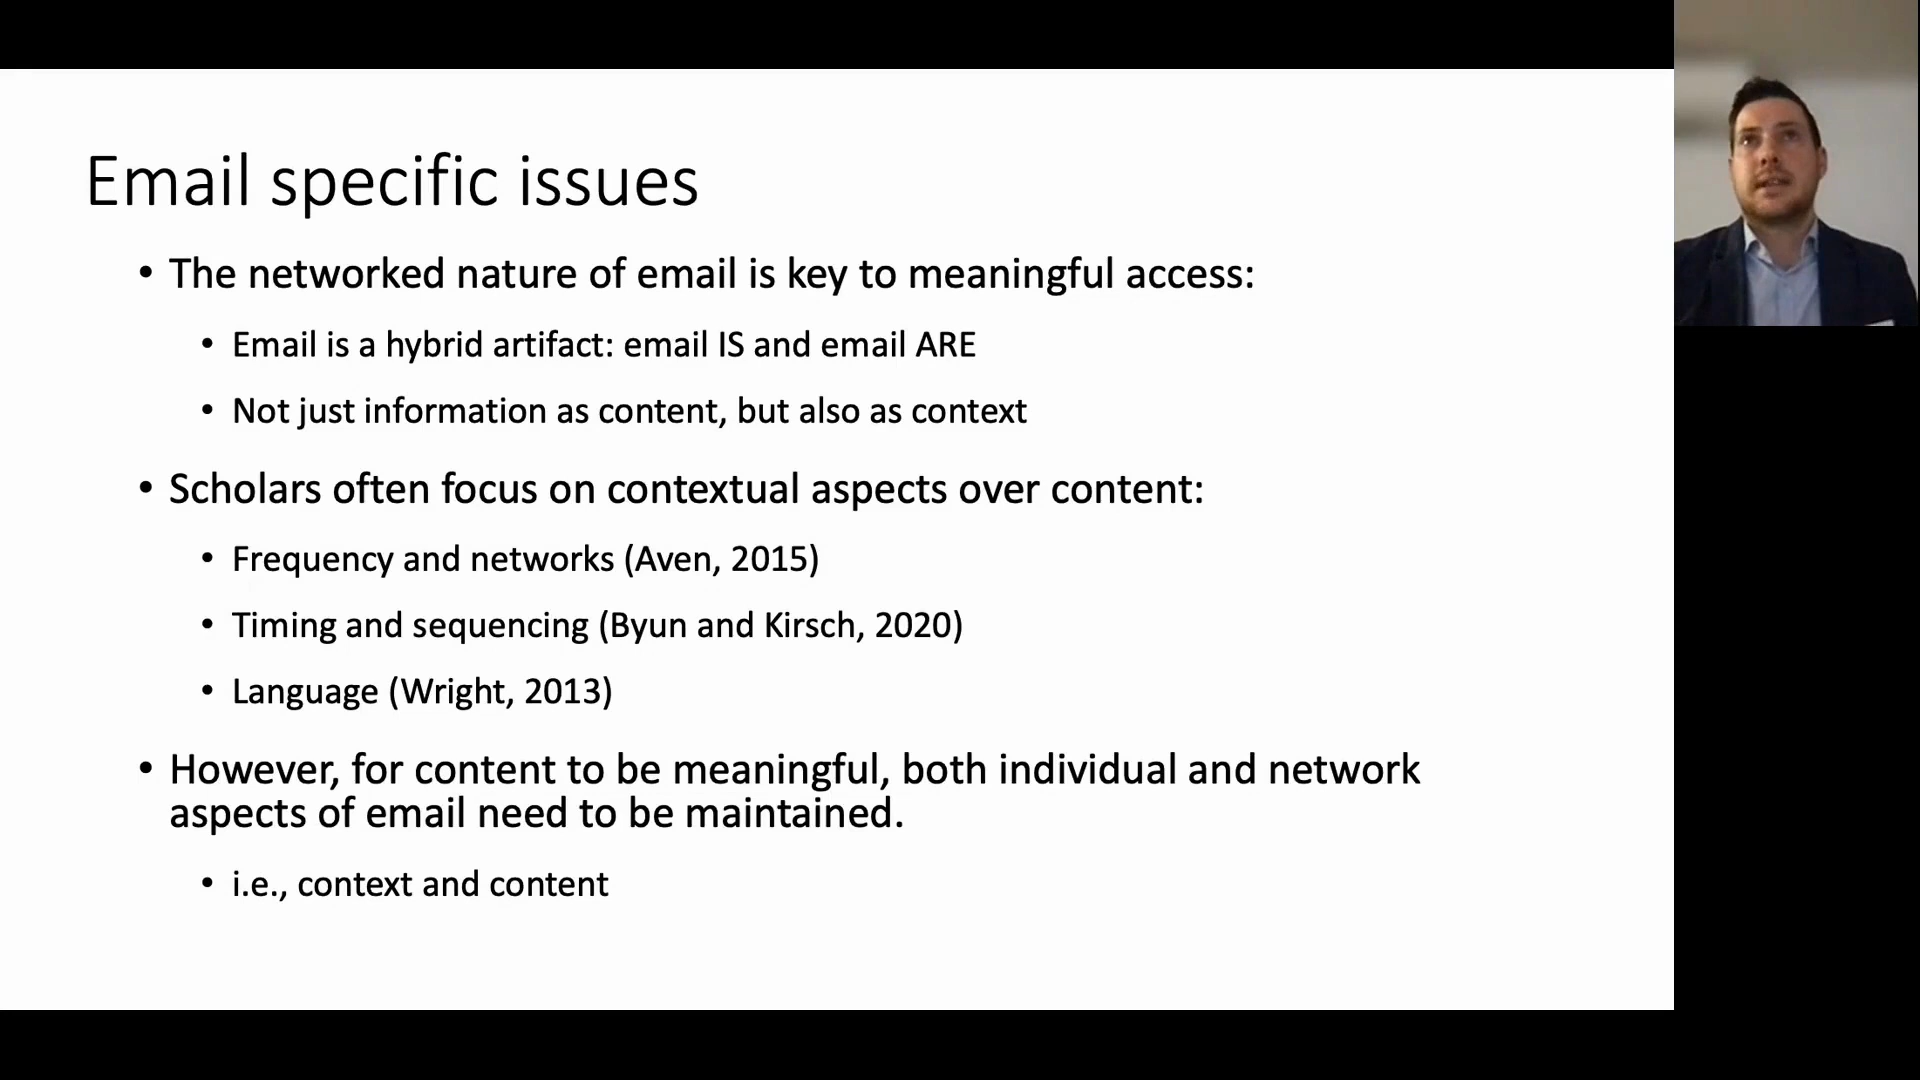 Email specific issues
• The networked nature of email is key to meaningful access:
• Email is a hybrid artifact: email IS and email ARE
• Not just information as content, but also as context
• Scholars often focus on contextual aspects over content:
• Frequency and networks (Aven, 2015)
• Timing and sequencing (Byun and Kirsch, 2020)
• Language (Wright, 2013)
• However, for content to be meaningful, both individual and network
aspects of email need to be maintained.
• i.e., context and content